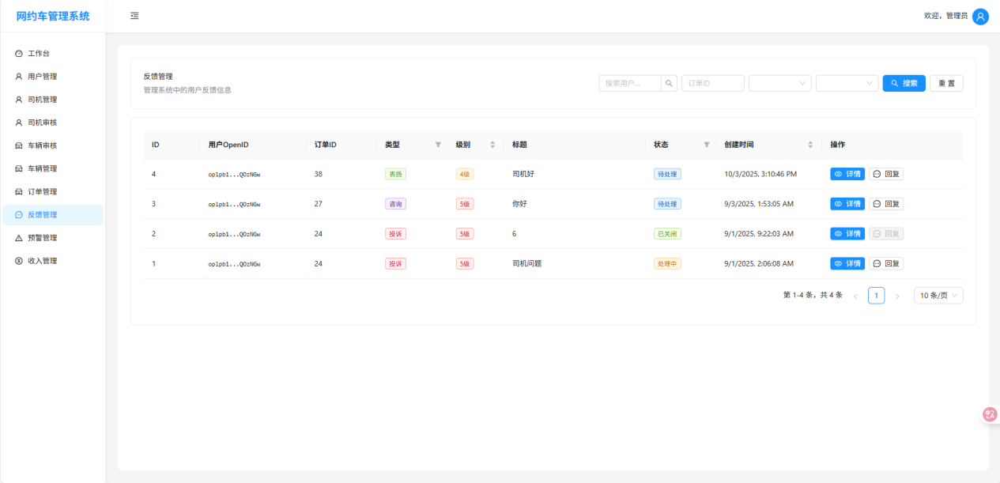 网约车管理系统
欢迎，管理员
工作台
用户管理
司机管理
司机审核
车辆审核
车辆管理
订单管理
反馈管理
预警管理
收入管理
反馈管理
管理系统中的用户反馈信息
搜索用户... 订单ID 搜索 重 置
ID 用户OpenID 订单ID 类型 级别 标题 状态 创建时间 操作
4 oplpb1...QOzNGw 38 表扬 4级 司机好 待处理 10/3/2025, 3:10:46 PM 详情 回复
3 oplpb1...QOzNGw 27 咨询 5级 你好 待处理 9/3/2025, 1:53:05 AM 详情 回复
2 oplpb1...QOzNGw 24 投诉 5级 6 已关闭 9/1/2025, 9:22:03 AM 详情 回复
1 oplpb1...QOzNGw 24 投诉 5级 司机问题 处理中 9/1/2025, 2:06:08 AM 详情 回复
第 1-4 条，共 4 条 1 10 条/页